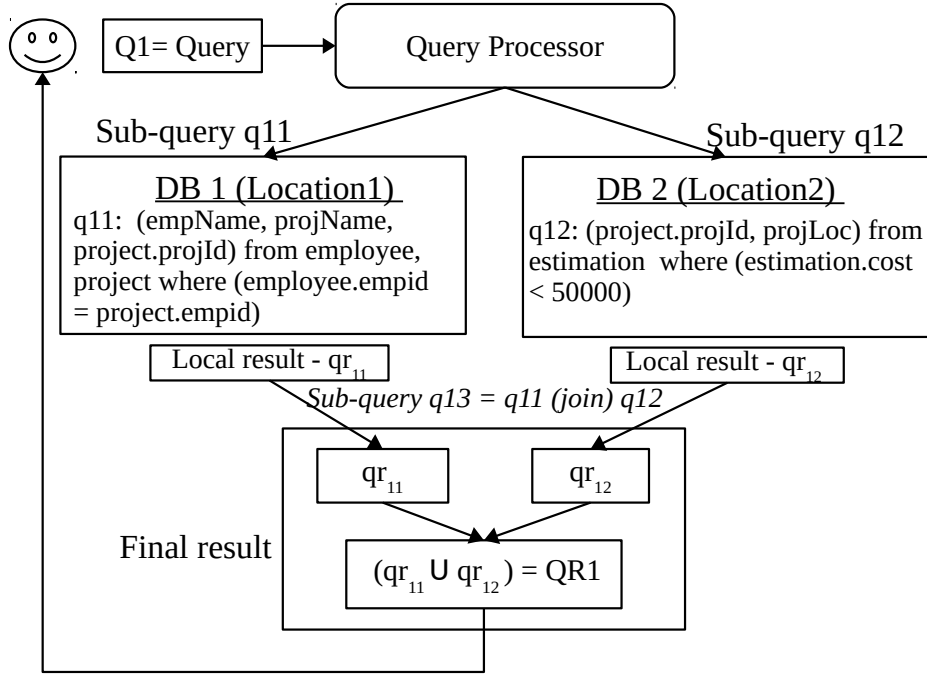 Q1= Query
Query Processor
Sub-query q11
Sub-query q12
DB 1 (Location1)
q11:  (empName, projName,
project.projId) from employee,
project where (employee.empid
= project.empid)
DB 2 (Location2)
q12: (project.projId, projLoc) from
estimation  where (estimation.cost
< 50000)
Local result - qr₁₁
Local result - qr₁₂
Sub-query q13 = q11 (join) q12
qr₁₁
qr₁₂
Final result
(qr₁₁ U qr₁₂) = QR1